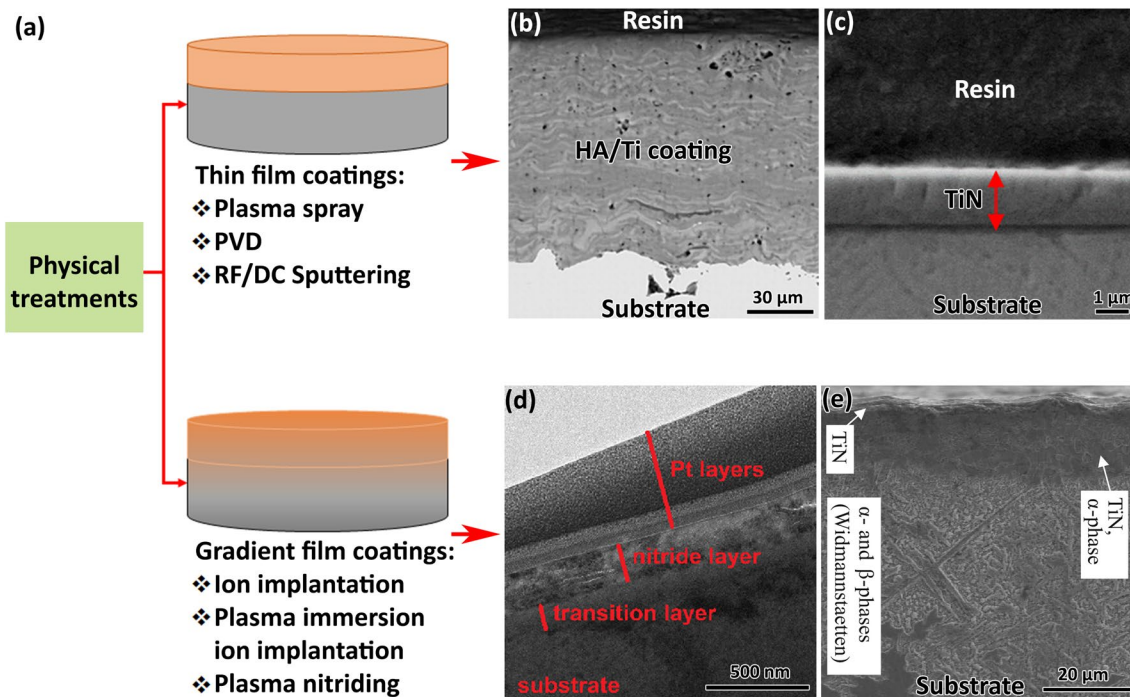 (a)
Physical
treatments
Thin film coatings:
❖Plasma spray
❖PVD
❖RF/DC Sputtering
Gradient film coatings:
❖Ion implantation
❖Plasma immersion
ion implantation
❖Plasma nitriding
(b)
Resin
HA/Ti coating
Substrate
30 µm
(c)
Resin
TiN
Substrate
1 µm
(d)
Pt layers
nitride layer
transition layer
substrate
500 nm
(e)
TiN
TiN,
α-phase
α- and β-phases
(Widmannstaetten)
Substrate
20 µm